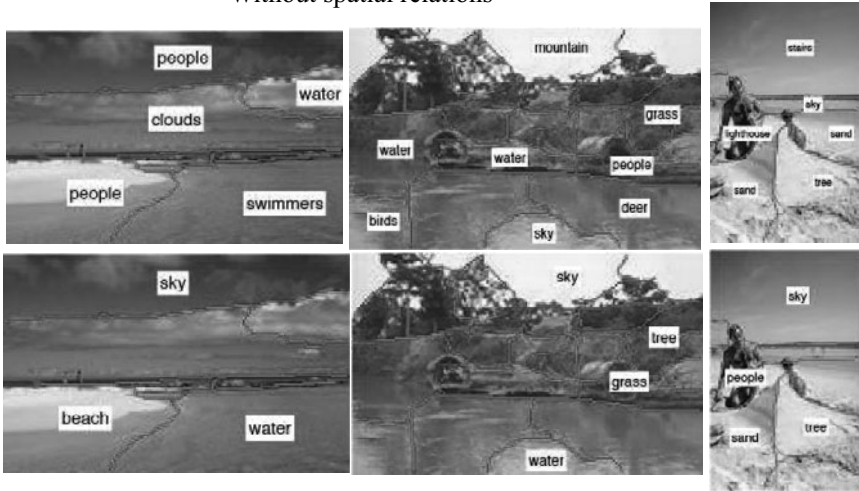 Without spatial relations
people
water
clouds
people
swimmers
mountain
grass
water
water
people
birds
deer
sky
stairs
sky
lighthouse
sand
sand
tree
sky
beach
water
sky
tree
grass
water
sky
people
sand
tree